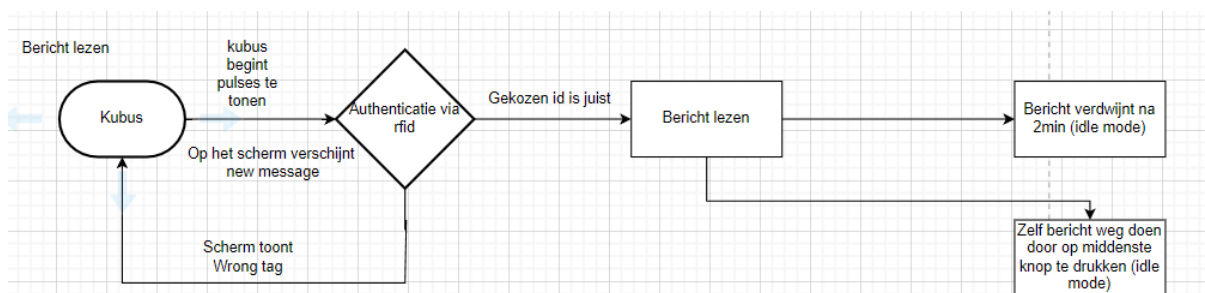 Bericht lezen
kubus
begint
pulses te
tonen
Kubus
Op het scherm verschijnt
new message
Authenticatie via
rfid
Gekozen id is juist
Bericht lezen
Bericht verdwijnt na
2min (idle mode)
Scherm toont
Wrong tag
Zelf bericht weg doen
door op middenste
knop te drukken (idle
mode)